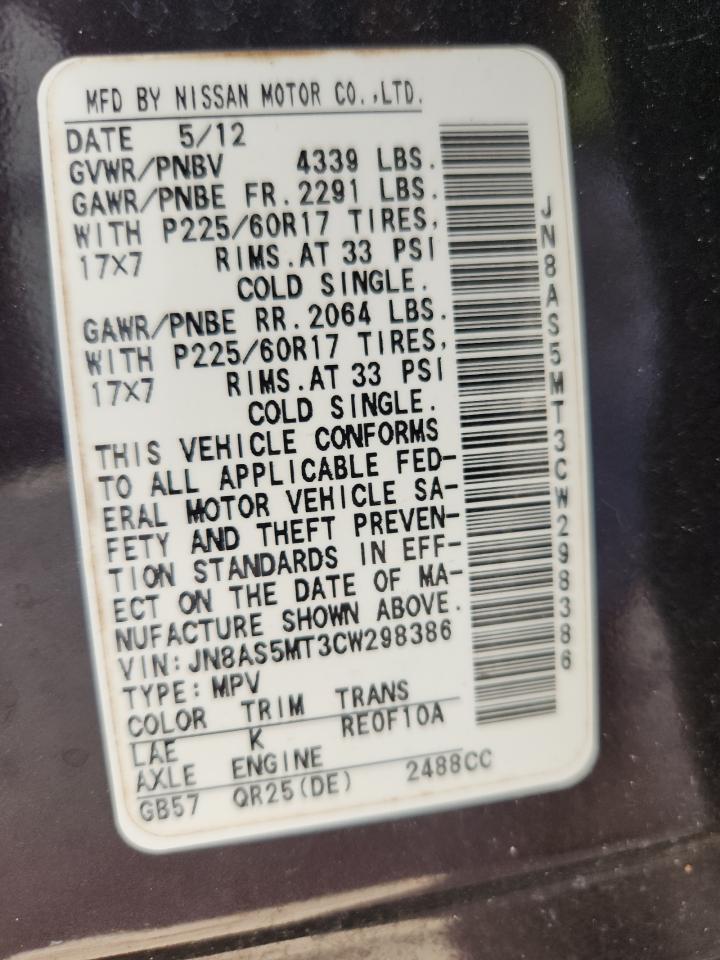 MFD BY NISSAN MOTOR CO.,LTD.
DATE 5/12
GVWR/PNBV 4339 LBS.
GAWR/PNBE FR.2291 LBS.
WITH P225/60R17 TIRES,
17X7 RIMS.AT 33 PSI
COLD SINGLE.
GAWR/PNBE RR.2064 LBS.
WITH P225/60R17 TIRES,
17X7 RIMS.AT 33 PSI
COLD SINGLE.
THIS VEHICLE CONFORMS
TO ALL APPLICABLE FED-
ERAL MOTOR VEHICLE SA-
FETY AND THEFT PREVEN-
TION STANDARDS IN EFF-
ECT ON THE DATE OF MA-
NUFACTURE SHOWN ABOVE.
VIN:JN8AS5MT3CW298386
TYPE:MPV
COLOR TRIM TRANS
LAE K RE0F10A
AXLE ENGINE
GB57 QR25(DE) 2488CC
JN8AS5MT3CW298386